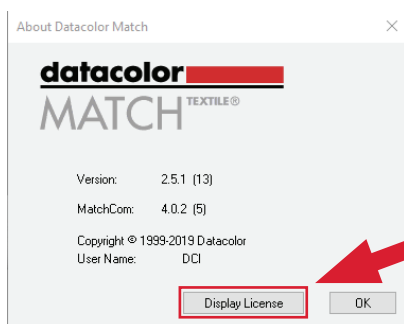 About Datacolor Match
datacolor
MATCH TEXTILE®
Version: 2.5.1 (13)
MatchCom: 4.0.2 (5)
Copyright © 1999-2019 Datacolor
User Name: DCI
Display License OK